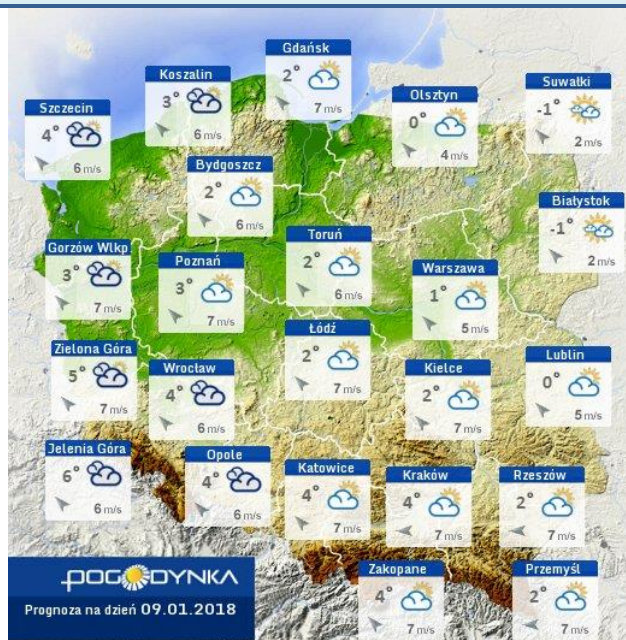 Gdańsk
2°
7 m/s
Koszalin
3°
6 m/s
Suwałki
-1°
2 m/s
Olsztyn
0°
4 m/s
Szczecin
4°
6 m/s
Bydgoszcz
2°
6 m/s
Białystok
-1°
2 m/s
Toruń
2°
6 m/s
Gorzów Wlkp
3°
7 m/s
Poznań
3°
7 m/s
Warszawa
1°
5 m/s
Łódź
2°
7 m/s
Zielona Góra
5°
7 m/s
Lublin
0°
5 m/s
Wrocław
4°
6 m/s
Kielce
2°
7 m/s
Jelenia Góra
6°
6 m/s
Opole
4°
6 m/s
Katowice
4°
7 m/s
Kraków
4°
7 m/s
Rzeszów
2°
7 m/s
Zakopane
4°
7 m/s
Przemyśl
2°
7 m/s
POGODYNKA
Prognoza na dzień 09.01.2018